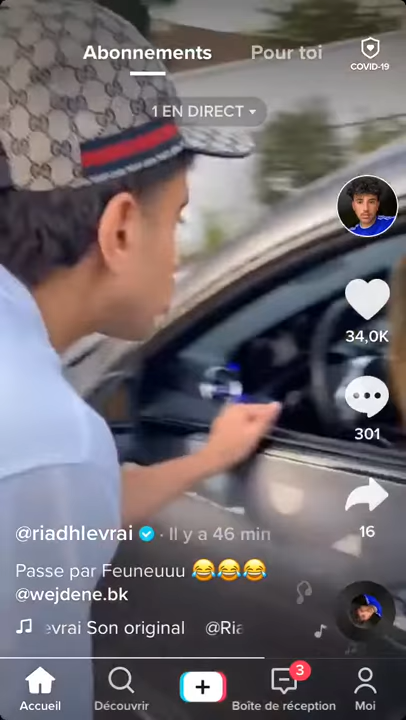 Abonnements Pour toi
COVID-19
1 EN DIRECT
34,0K
301
16
@riadhlevrai · Il y a 46 min
Passe par Feuneuuu 😂😂😂
@wejdene.bk
evrai Son original @Ria
3
Accueil Découvrir Boîte de réception Moi